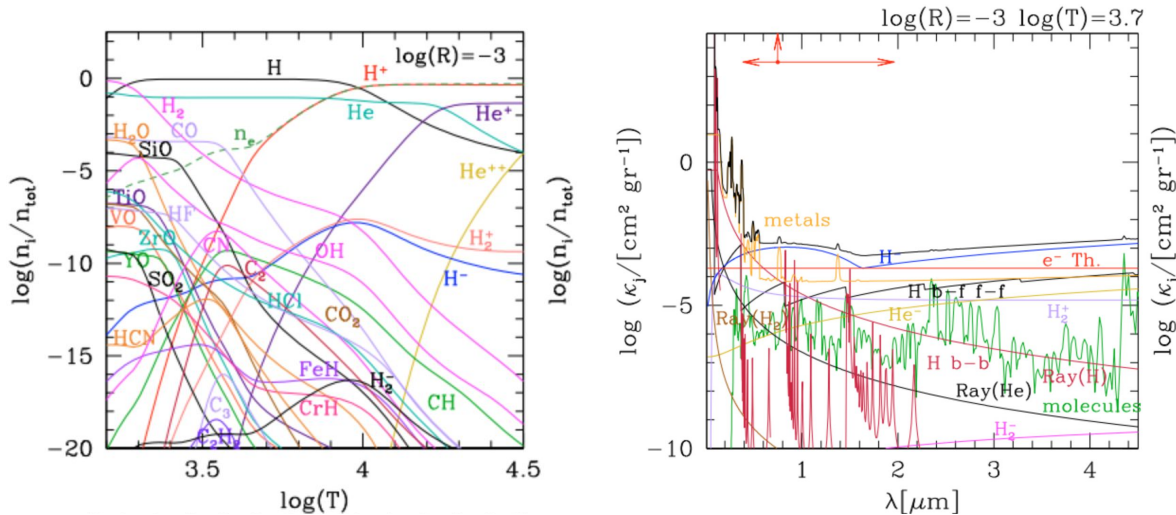 log(R)=−3
0
−5
−10
−15
−20
log(n_i/n_tot)
3.5
4
4.5
log(T)
H
H⁺
H₂
He
He⁺
n_e
H₂O
CO
SiO
He⁺⁺
TiO
HF
VO
ZrO
CN
OH
H₂⁺
YO
C₂
H⁻
SO₂
HCl
CO₂
HCN
FeH
H₂⁻
C₃
CrH
CH
C₂H₂
log(n_i/n_tot)
log(R)=−3 log(T)=3.7
0
−5
−10
log (κ_j/[cm² gr⁻¹])
1
2
3
4
λ[μm]
metals
H⁻
e⁻ Th.
H b−f f−f
Ray(H₂)
He⁻
H₂⁺
H b−b
Ray(H)
Ray(He)
molecules
H₂⁻
log (κ_j/[cm² gr⁻¹])